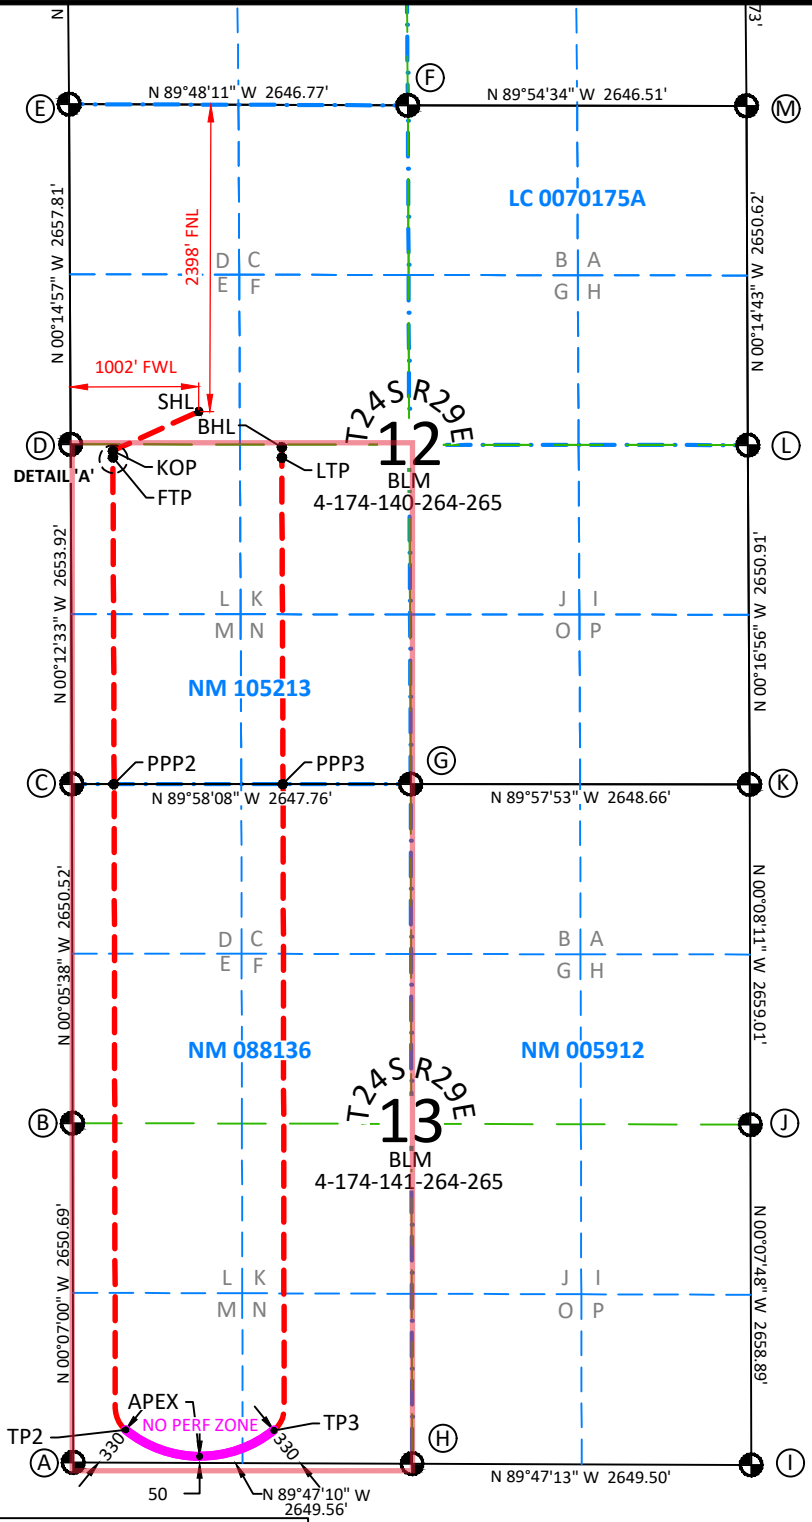 N
73'
F
N 89°48'11" W 2646.77'
N 89°54'34" W 2646.51'
E
M
LC 0070175A
N 00°14'57" W 2657.81'
2398' FNL
N 00°14'43" W 2650.62'
D C
E F
B A
G H
1002' FWL
SHL
BHL
T24S R29E
12
D
L
DETAIL 'A'
KOP
LTP
BLM
FTP
4-174-140-264-265
N 00°12'33" W 2653.92'
N 00°16'56" W 2650.91'
L K
M N
J I
O P
NM 105213
PPP2
PPP3
G
C
K
N 89°58'08" W 2647.76'
N 89°57'53" W 2648.66'
N 00°05'38" W 2650.52'
N 00°08'11" W 2659.01'
D C
E F
B A
G H
NM 088136
NM 005912
T24S R29E
13
B
J
BLM
4-174-141-264-265
N 00°07'00" W 2650.69'
N 00°07'48" W 2658.89'
L K
M N
J I
O P
APEX
NO PERF ZONE
TP2
TP3
330
330
H
A
I
50
N 89°47'10" W
2649.56'
N 89°47'13" W 2649.50'